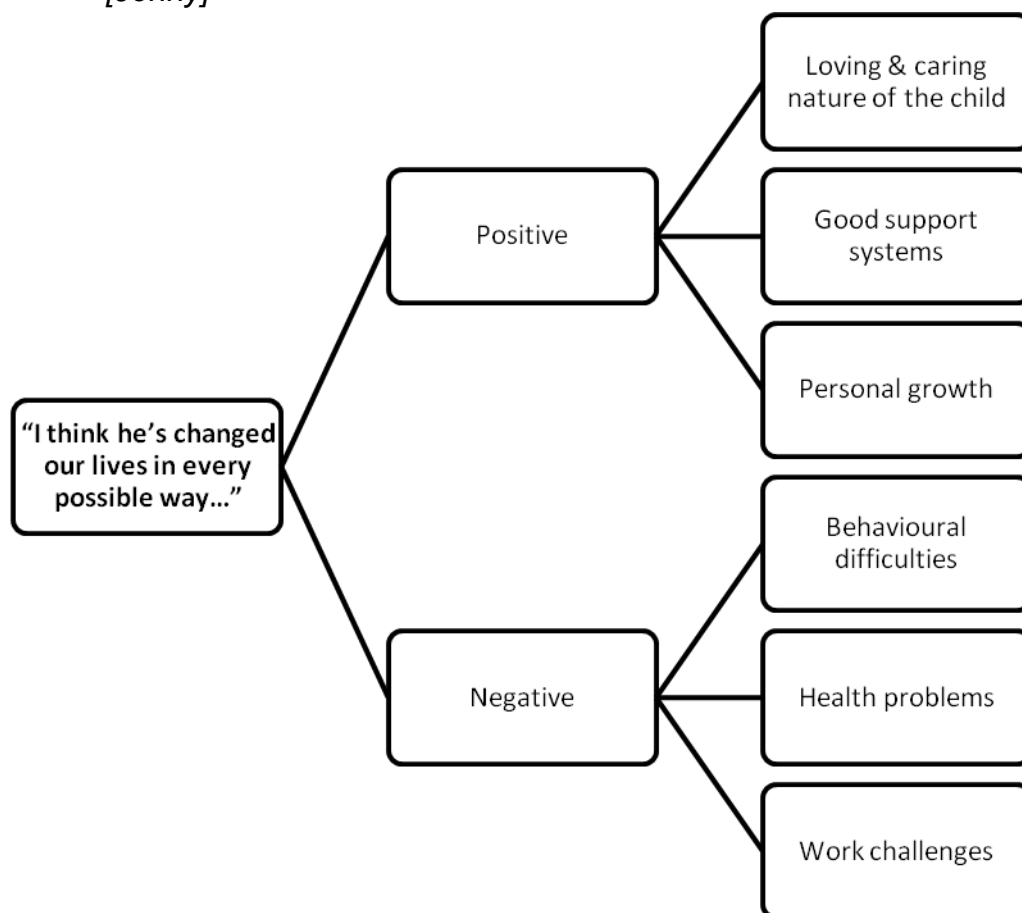 “I think he’s changed
our lives in every
possible way…”
Positive
Loving & caring
nature of the child
Good support
systems
Personal growth
Negative
Behavioural
difficulties
Health problems
Work challenges